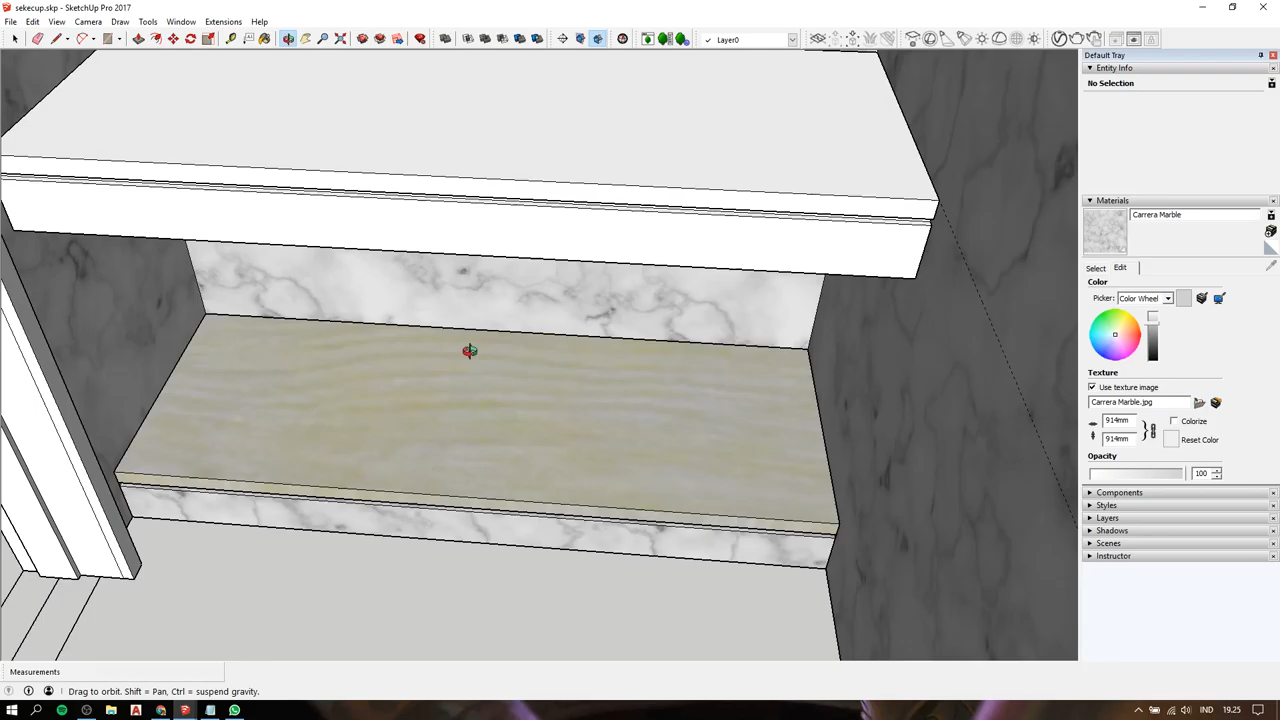 sekecup.skp - SketchUp Pro 2017
File Edit View Camera Draw Tools Window Extensions Help
Layer0
Default Tray
Entity Info
No Selection
Materials
Carrera Marble
Select Edit
Color
Picker: Color Wheel
Texture
Use texture image
Carrera Marble.jpg
914mm Colorize
914mm Reset Color
Opacity
100
Components
Styles
Layers
Shadows
Scenes
Instructor
Measurements
Drag to orbit. Shift = Pan, Ctrl = suspend gravity.
IND 19.25